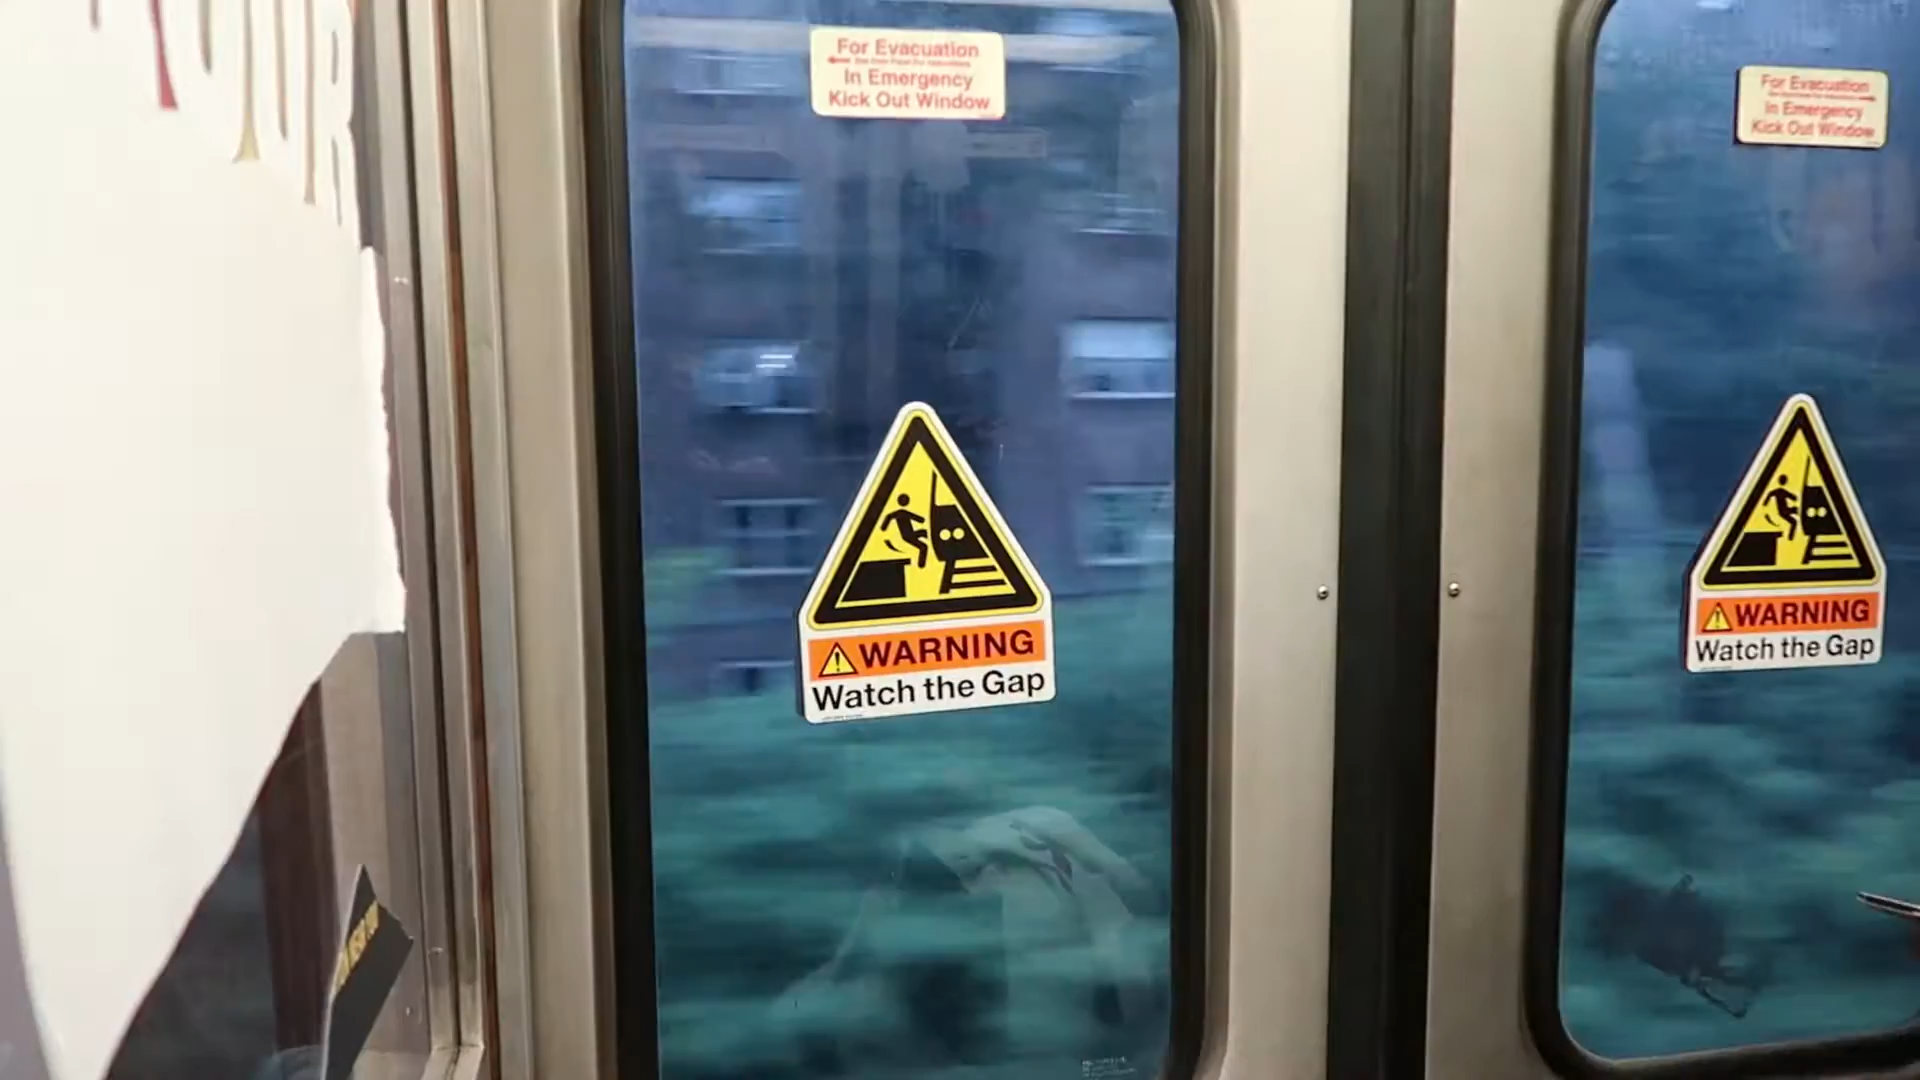 OUR
For Evacuation
In Emergency
Kick Out Window
WARNING
Watch the Gap
For Evacuation
In Emergency
Kick Out Window
WARNING
Watch the Gap